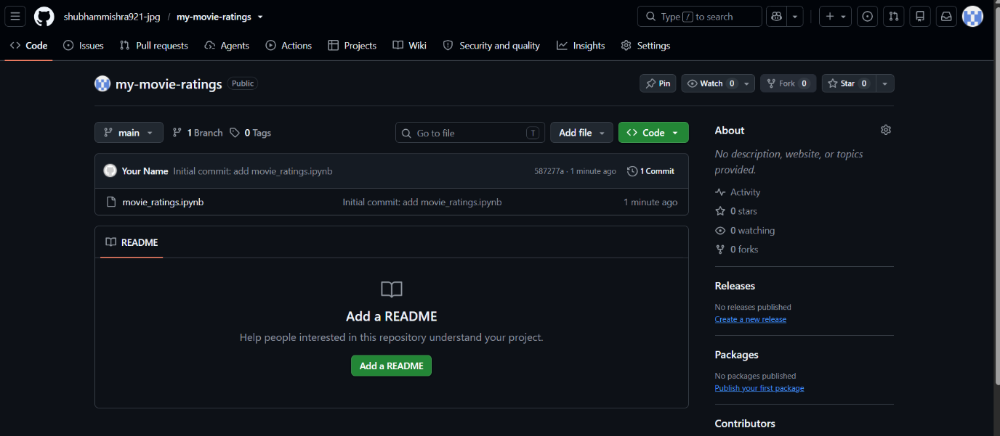 shubhammishra921-jpg / my-movie-ratings
Type / to search
Code Issues Pull requests Agents Actions Projects Wiki Security and quality Insights Settings
my-movie-ratings Public
Pin Watch 0 Fork 0 Star 0
main 1 Branch 0 Tags Go to file T Add file Code
Your Name Initial commit: add movie_ratings.ipynb 587277a · 1 minute ago 1 Commit
movie_ratings.ipynb Initial commit: add movie_ratings.ipynb 1 minute ago
README
Add a README
Help people interested in this repository understand your project.
Add a README
About
No description, website, or topics
provided.
Activity
0 stars
0 watching
0 forks
Releases
No releases published
Create a new release
Packages
No packages published
Publish your first package
Contributors